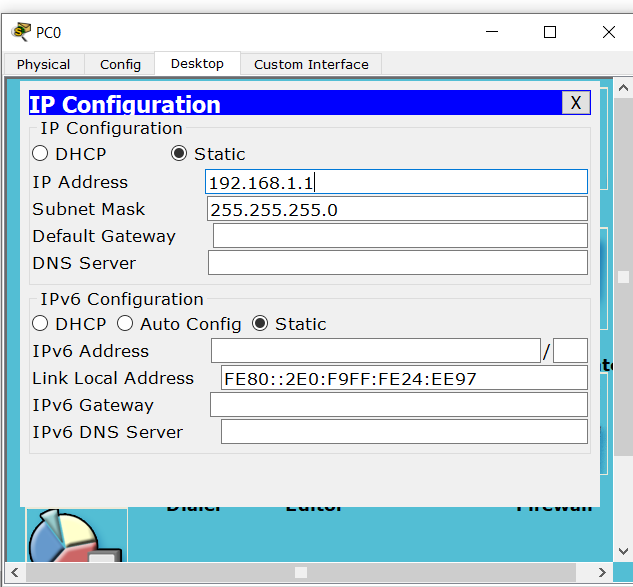 PC0
Physical Config Desktop Custom Interface
IP Configuration X
IP Configuration
DHCP Static
IP Address 192.168.1.1
Subnet Mask 255.255.255.0
Default Gateway
DNS Server
IPv6 Configuration
DHCP Auto Config Static
IPv6 Address /
Link Local Address FE80::2E0:F9FF:FE24:EE97
IPv6 Gateway
IPv6 DNS Server
Dialer Editor Firewall